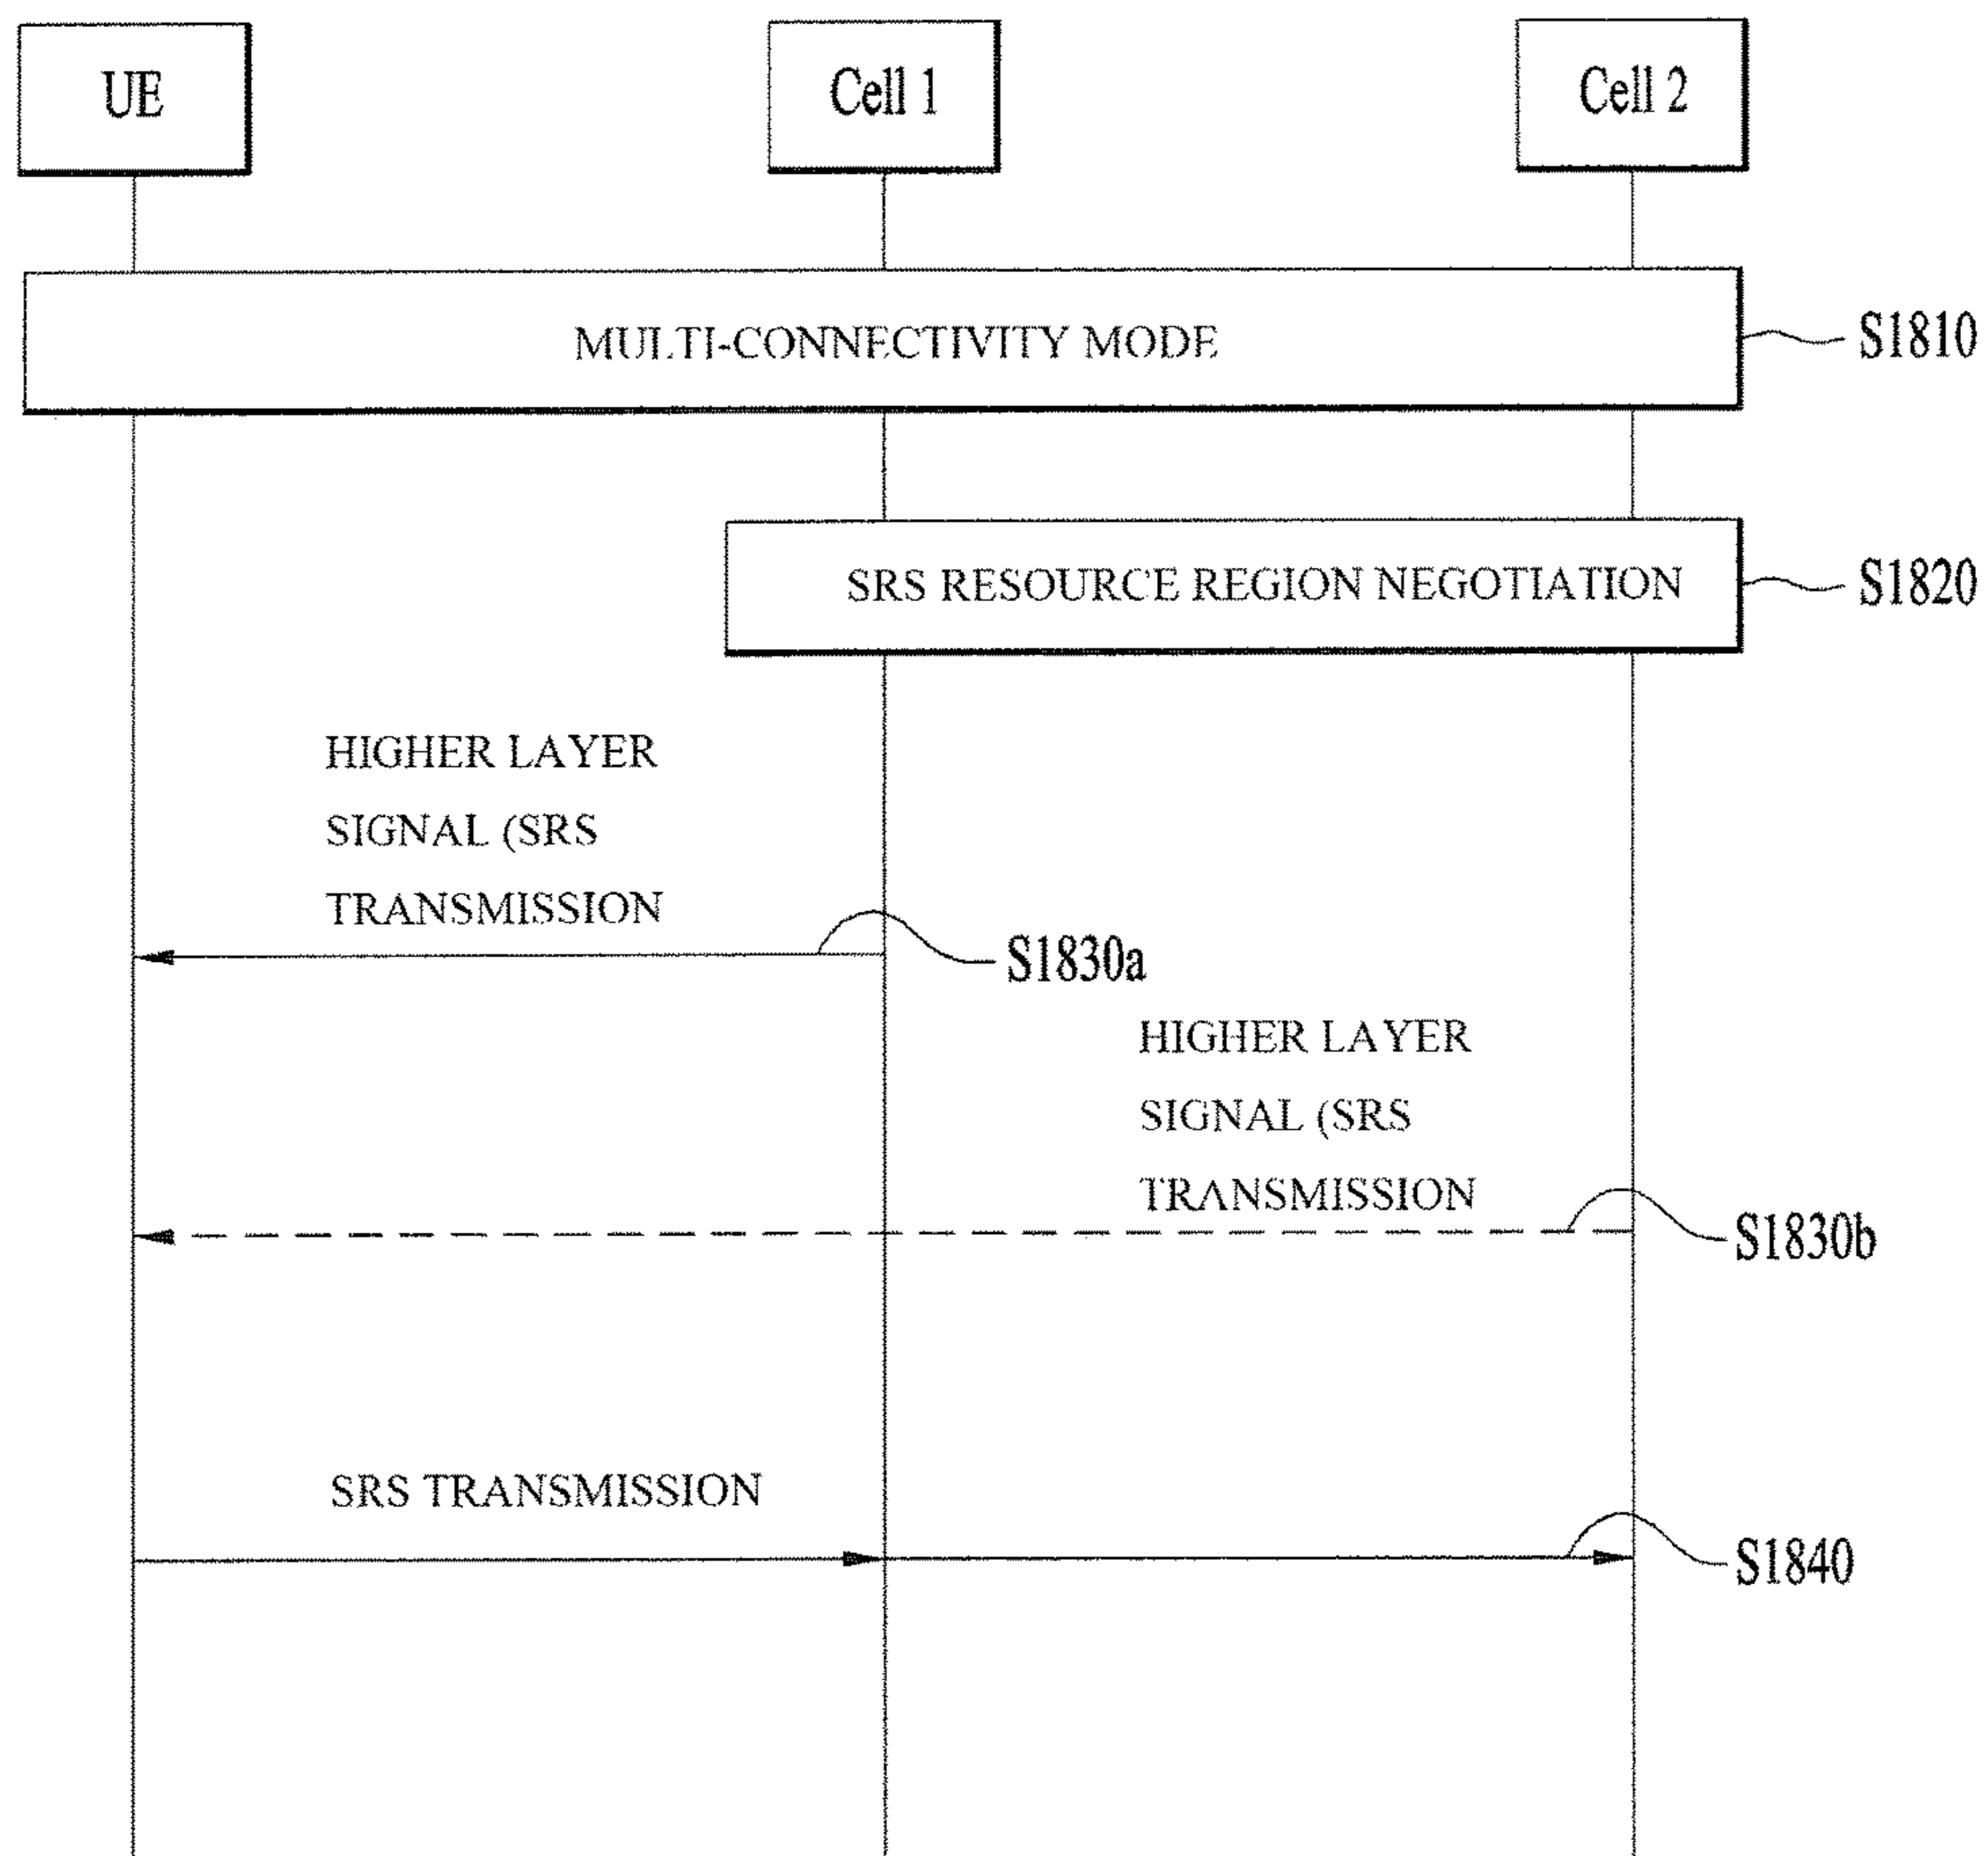 UE
Cell 1
Cell 2
MULTI-CONNECTIVITY MODE
S1810
SRS RESOURCE REGION NEGOTIATION
S1820
HIGHER LAYER
SIGNAL (SRS
TRANSMISSION
S1830a
HIGHER LAYER
SIGNAL (SRS
TRANSMISSION
S1830b
SRS TRANSMISSION
S1840